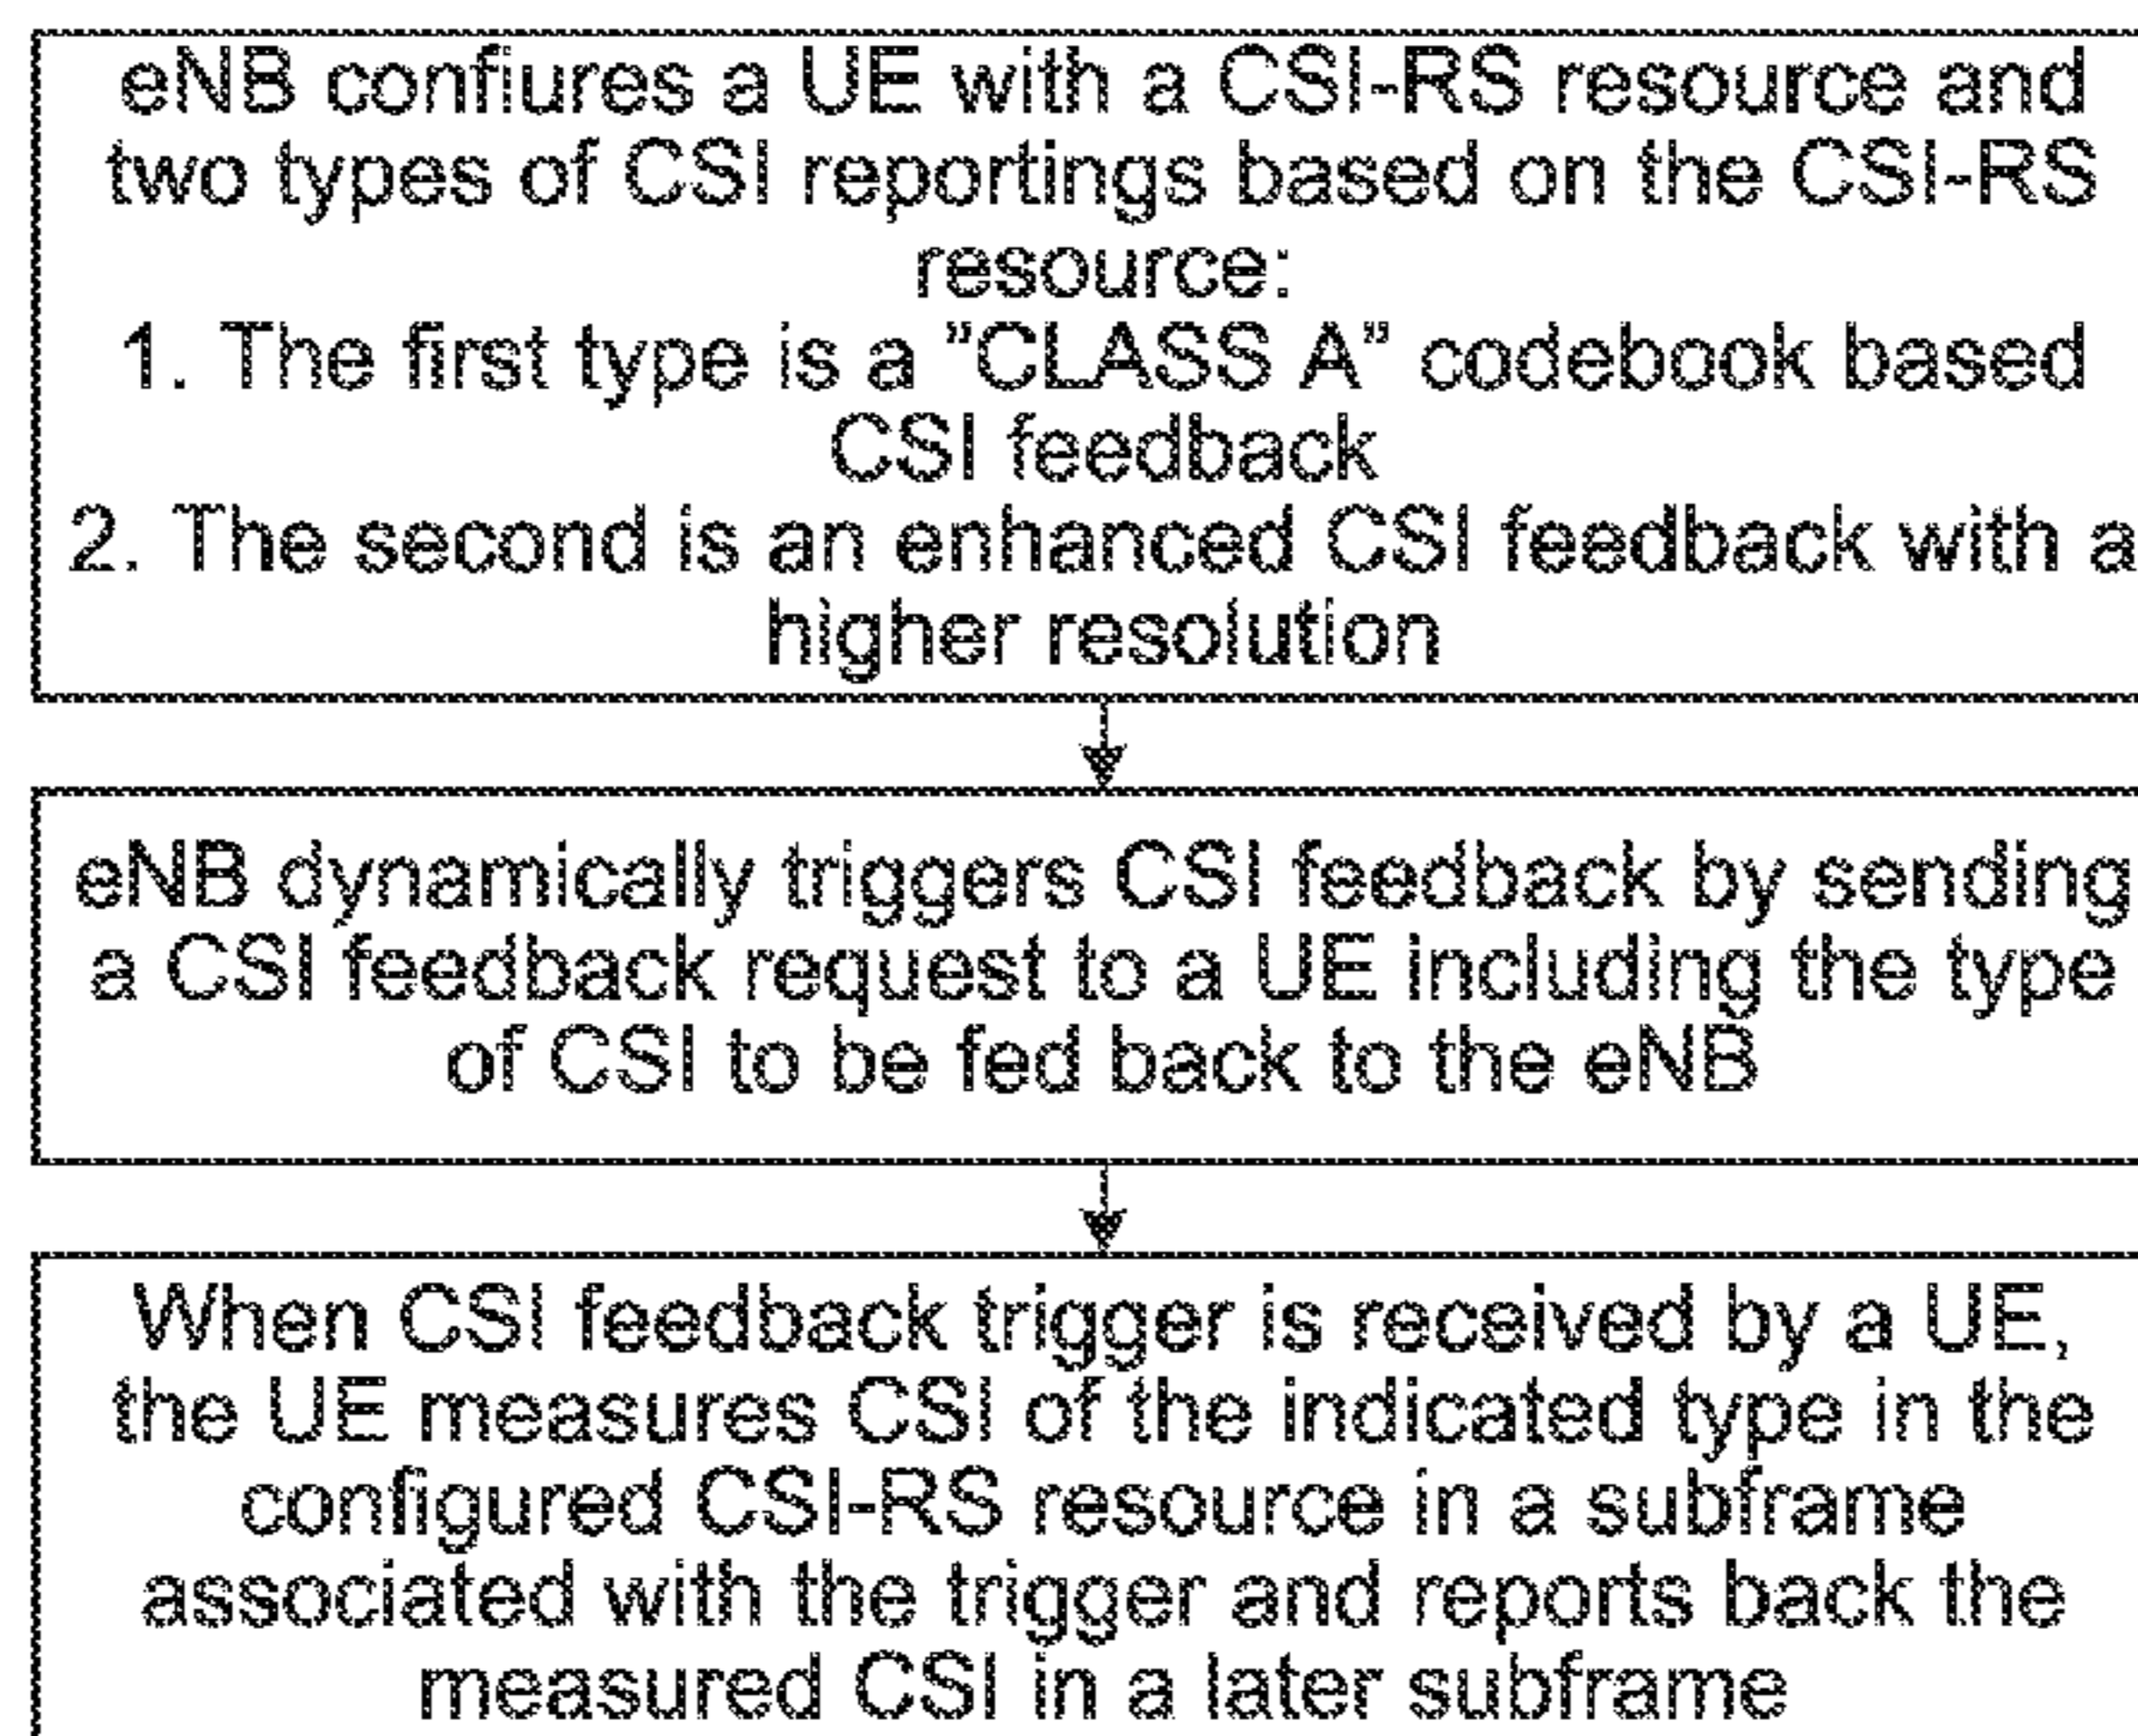 eNB confiures a UE with a CSI-RS resource and
two types of CSI reportings based on the CSI-RS
resource:
1. The first type is a ”CLASS A” codebook based
CSI feedback
2. The second is an enhanced CSI feedback with a
higher resolution
eNB dynamically triggers CSI feedback by sending
a CSI feedback request to a UE including the type
of CSI to be fed back to the eNB
When CSI feedback trigger is received by a UE,
the UE measures CSI of the indicated type in the
configured CSI-RS resource in a subframe
associated with the trigger and reports back the
measured CSI in a later subframe